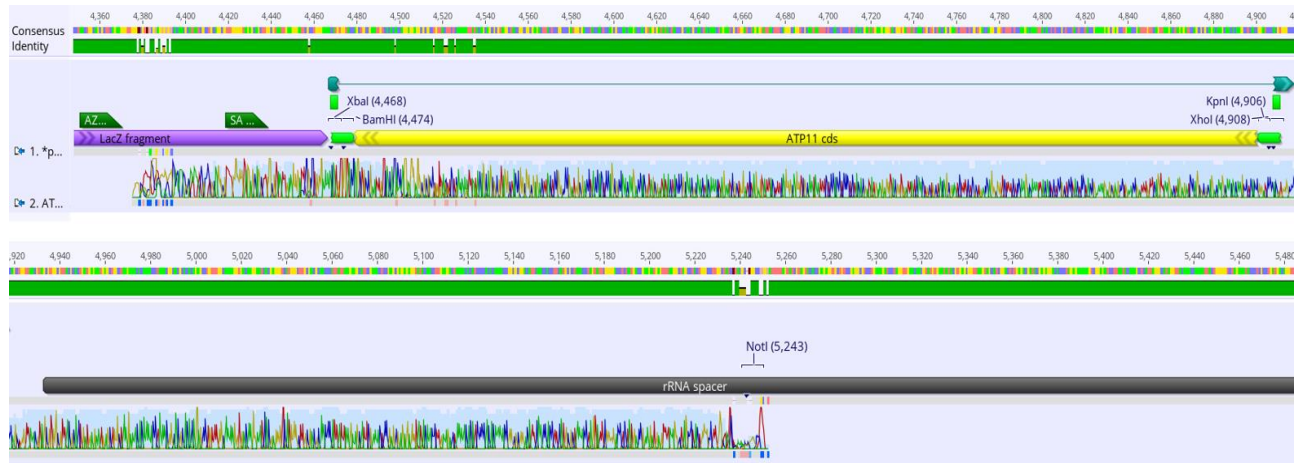 4,360 4,380 4,400 4,420 4,440 4,460 4,480 4,500 4,520 4,540 4,560 4,580 4,600 4,620 4,640 4,660 4,680 4,700 4,720 4,740 4,760 4,780 4,800 4,820 4,840 4,860 4,880 4,900 4
Consensus
Identity
XbaI (4,468) KpnI (4,906)
AZ... SA ... BamHI (4,474) XhoI (4,908)
LacZ fragment ATP11 cds
1. *p...
2. AT...
,920 4,940 4,960 4,980 5,000 5,020 5,040 5,060 5,080 5,100 5,120 5,140 5,160 5,180 5,200 5,220 5,240 5,260 5,280 5,300 5,320 5,340 5,360 5,380 5,400 5,420 5,440 5,460 5,480
NotI (5,243)
rRNA spacer